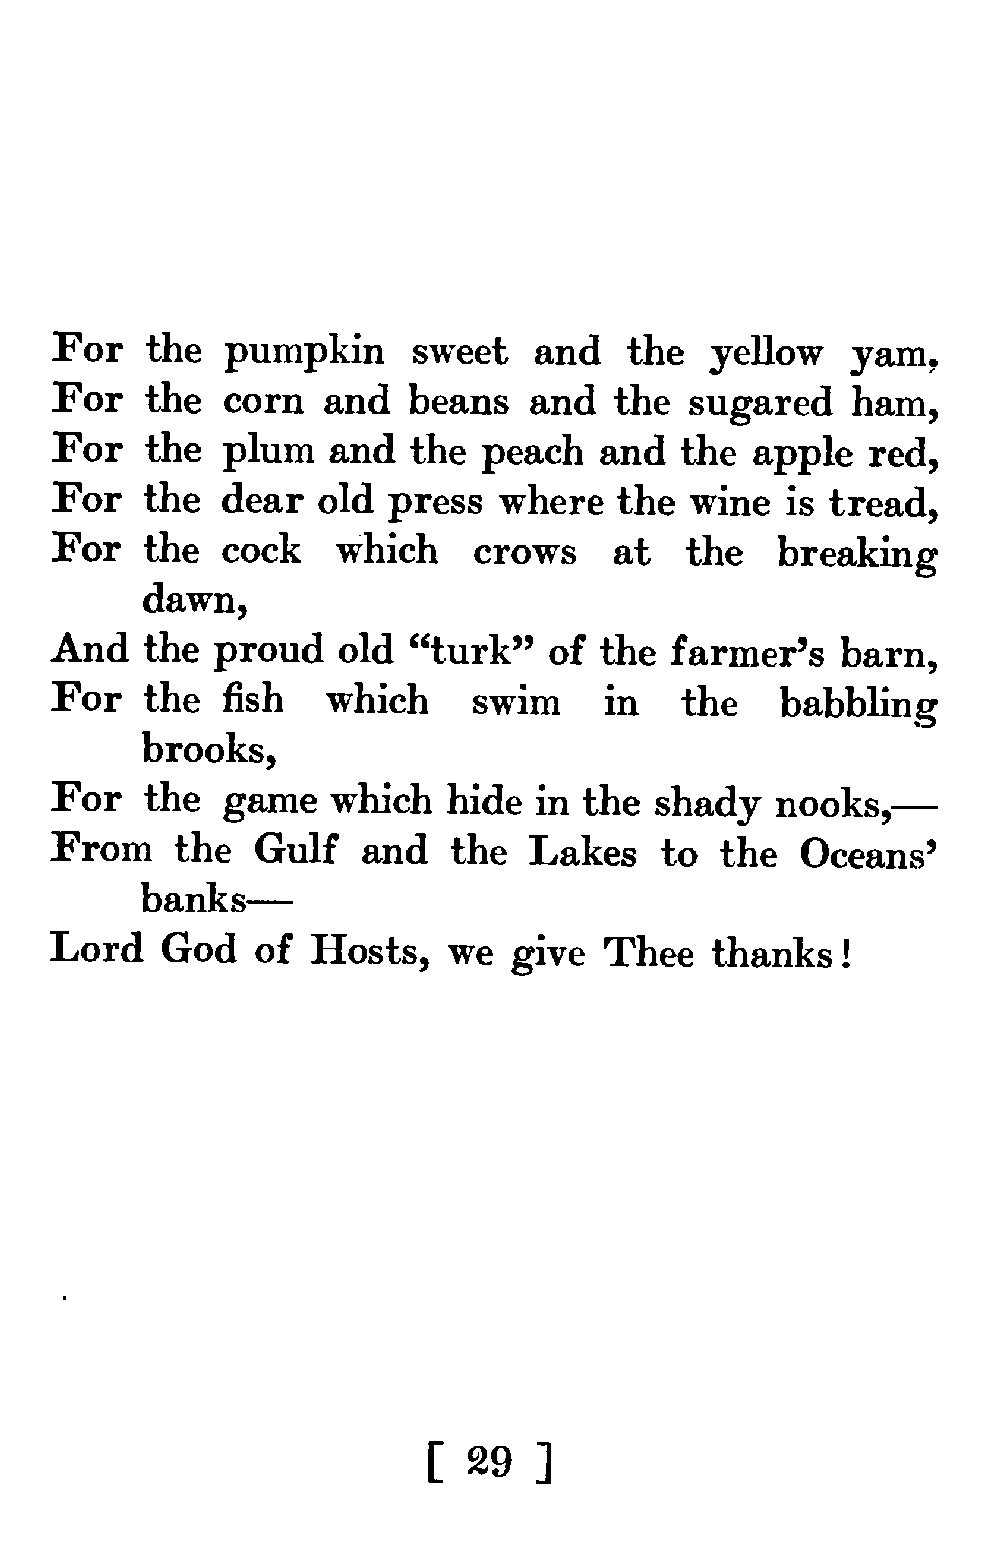 For the pumpkin sweet and the yellow yam,
For the corn and beans and the sugared ham,
For the plum and the peach and the apple red,
For the dear old press where the wine is tread,
For the cock which crows at the breaking
dawn,
And the proud old “turk” of the farmer’s barn,
For the fish which swim in the babbling
brooks,
For the game which hide in the shady nooks,—
From the Gulf and the Lakes to the Oceans’
banks—
Lord God of Hosts, we give Thee thanks!
[ 29 ]